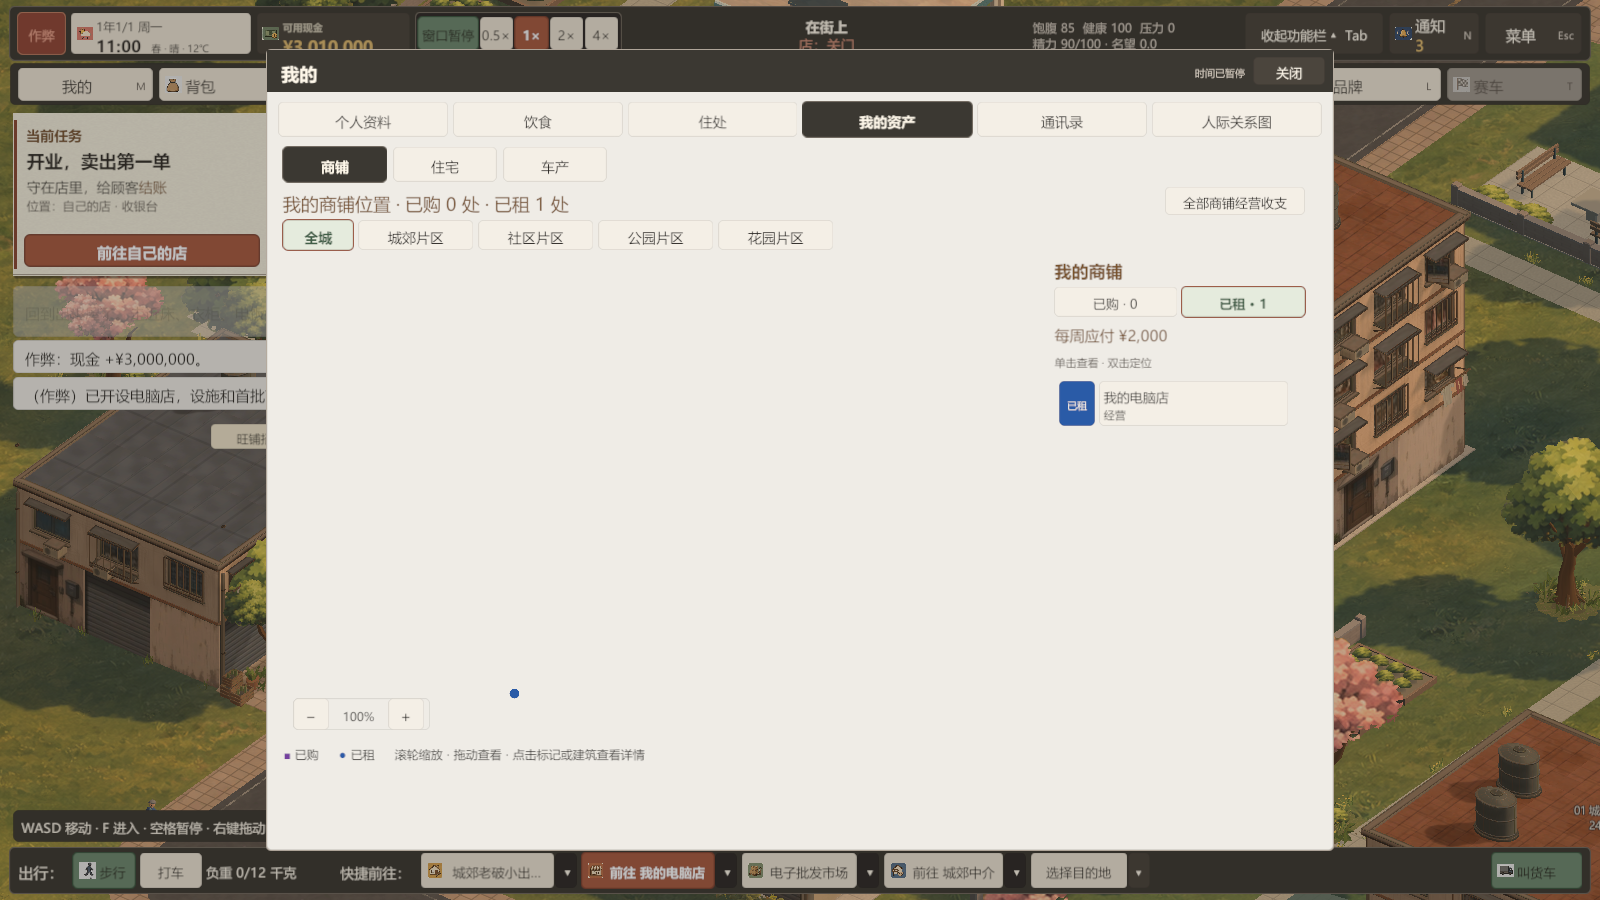 作弊
1年1/1 周一
11:00 春 · 晴 · 12°C
可用现金
¥3,010,000
窗口暂停
0.5×
1×
2×
4×
在街上
店: 关门
饱腹 85 健康 100 压力 0
精力 90/100 · 名望 0.0
收起功能栏 ▴ Tab
通知
3
N
菜单 Esc
我的 M
背包
品牌 L
赛车 T
我的
时间已暂停
关闭
个人资料
饮食
住处
我的资产
通讯录
人际关系图
商铺
住宅
车产
我的商铺位置 · 已购 0 处 · 已租 1 处
全部商铺经营收支
全城
城郊片区
社区片区
公园片区
花园片区
我的商铺
已购 · 0
已租 · 1
每周应付 ¥2,000
单击查看 · 双击定位
已租
我的电脑店
经营
当前任务
开业，卖出第一单
守在店里，给顾客结账
位置：自己的店 · 收银台
前往自己的店
作弊：现金 +¥3,000,000。
（作弊）已开设电脑店，设施和首批
− 100% +
已购
已租
滚轮缩放 · 拖动查看 · 点击标记或建筑查看详情
WASD 移动 · F 进入 · 空格暂停 · 右键拖动
出行：
步行
打车
负重 0/12 千克
快捷前往：
城郊老破小出...
前往 我的电脑店
电子批发市场
前往 城郊中介
选择目的地
叫货车